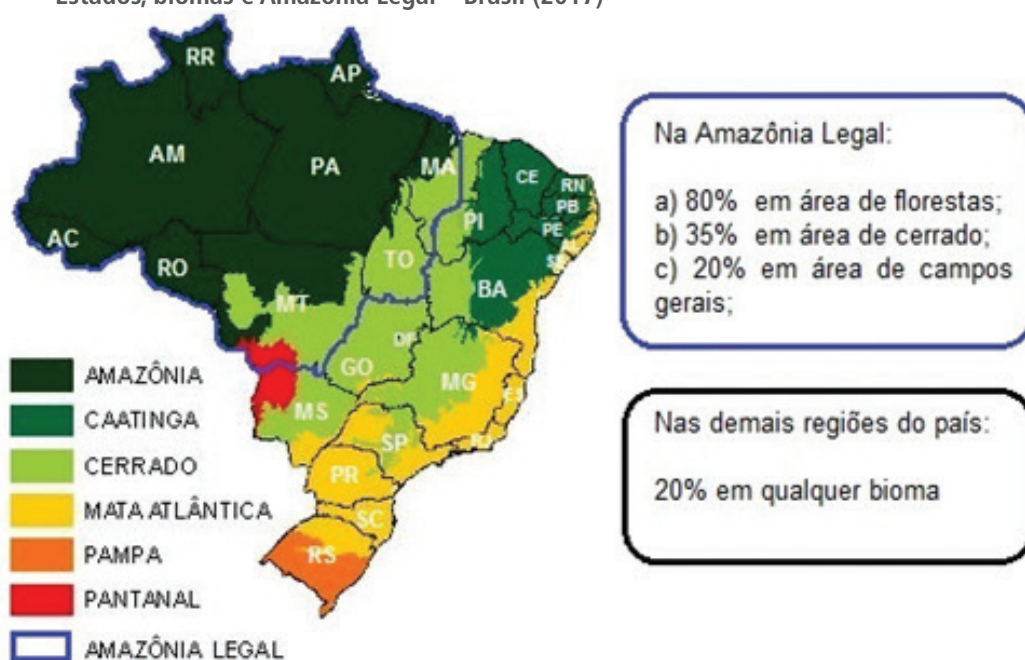 Estados, biomas e Amazônia Legal – Brasil (2017)
RR
AP
AM
PA
MA
CE
RN
PB
PE
AL
SE
PI
AC
RO
TO
BA
MT
DF
GO
MG
ES
MS
SP
RJ
PR
SC
RS
AMAZÔNIA
CAATINGA
CERRADO
MATA ATLÂNTICA
PAMPA
PANTANAL
AMAZÔNIA LEGAL
Na Amazônia Legal:
a) 80% em área de florestas;
b) 35% em área de cerrado;
c) 20% em área de campos
gerais;
Nas demais regiões do país:
20% em qualquer bioma